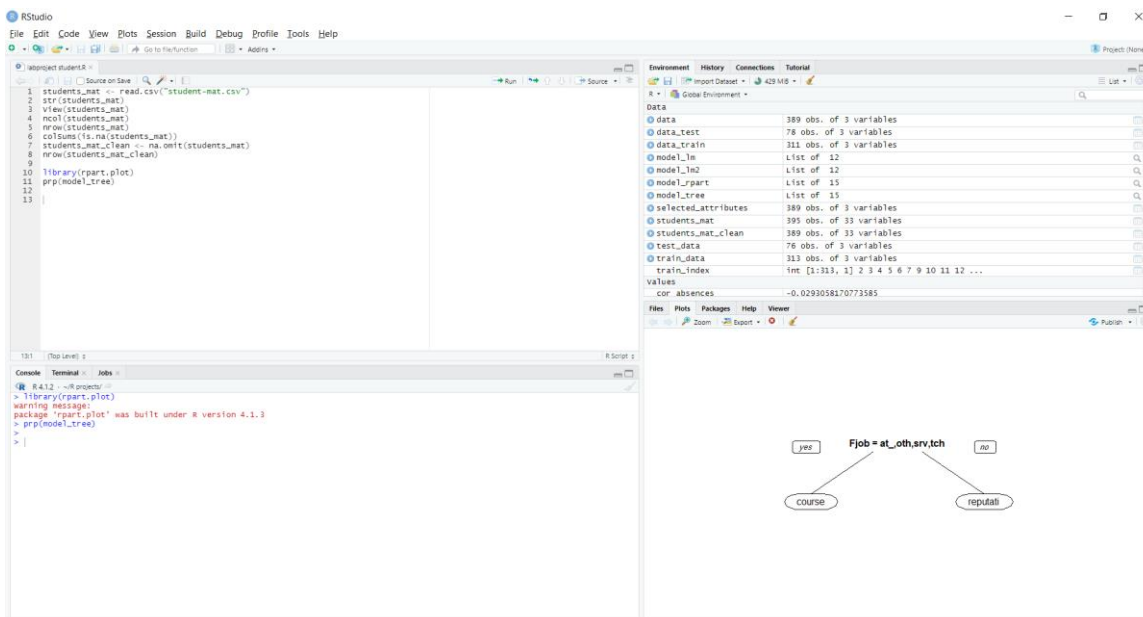 RStudio
File Edit Code View Plots Session Build Debug Profile Tools Help
Go to file/function Addins Project: (None
labproject student.R
Source on Save Run Source
1 students_mat <- read.csv("student-mat.csv")
2 str(students_mat)
3 View(students_mat)
4 ncol(students_mat)
5 nrow(students_mat)
6 colSums(is.na(students_mat))
7 students_mat_clean <- na.omit(students_mat)
8 nrow(students_mat_clean)
9
10 library(rpart.plot)
11 prp(model_tree)
12
13
13:1 (Top Level) R Script
Console Terminal Jobs
R 4.1.2 · ~/R projects/
> library(rpart.plot)
Warning message:
package 'rpart.plot' was built under R version 4.1.3
> prp(model_tree)
>
>
Environment History Connections Tutorial
Import Dataset 429 MiB List
R Global Environment
Data
data 389 obs. of 3 variables
data_test 78 obs. of 3 variables
data_train 311 obs. of 3 variables
model_lm List of 12
model_lm2 List of 12
model_rpart List of 15
model_tree List of 15
selected_attributes 389 obs. of 3 variables
students_mat 395 obs. of 33 variables
students_mat_clean 389 obs. of 33 variables
test_data 76 obs. of 3 variables
train_data 313 obs. of 3 variables
train_index int [1:313, 1] 2 3 4 5 6 7 9 10 11 12 ...
Values
cor_absences -0.0293058170773585
Files Plots Packages Help Viewer
Zoom Export Publish
yes Fjob = at_,oth,srv,tch no
course reputati